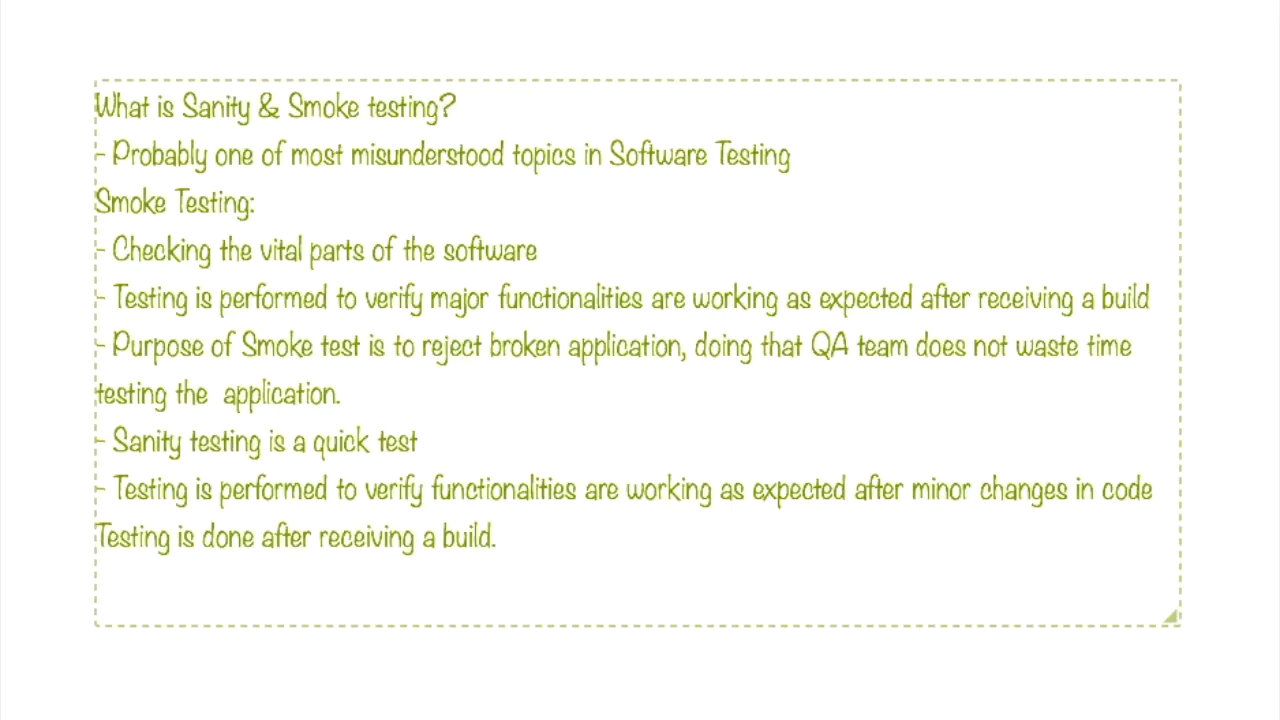 What is Sanity & Smoke testing?
- Probably one of most misunderstood topics in Software Testing
Smoke Testing:
- Checking the vital parts of the software
- Testing is performed to verify major functionalities are working as expected after receiving a build
- Purpose of Smoke test is to reject broken application, doing that QA team does not waste time
testing the  application.
- Sanity testing is a quick test
- Testing is performed to verify functionalities are working as expected after minor changes in code
Testing is done after receiving a build.